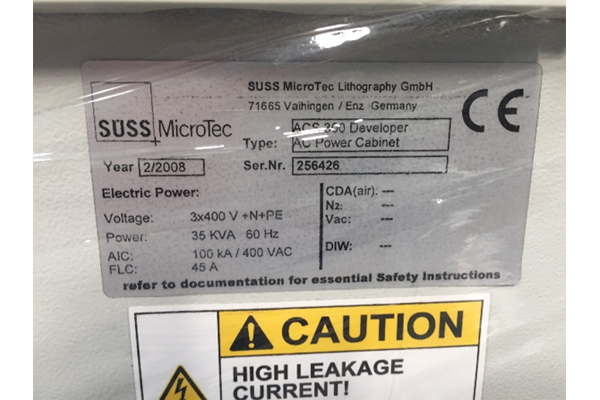 SUSS MicroTec Lithography GmbH
71665 Vaihingen / Enz Germany
SÜSS MicroTec
CE
Type: ACS 350 Developer
AC Power Cabinet
Year 2/2008 Ser.Nr. 256426
Electric Power:
Voltage: 3x400 V +N+PE
Power: 35 KVA 60 Hz
AIC: 100 kA / 400 VAC
FLC: 45 A
CDA(air): ---
N2: ---
Vac: ---
DIW: ---
refer to documentation for essential Safety Instructions
CAUTION
HIGH LEAKAGE
CURRENT!